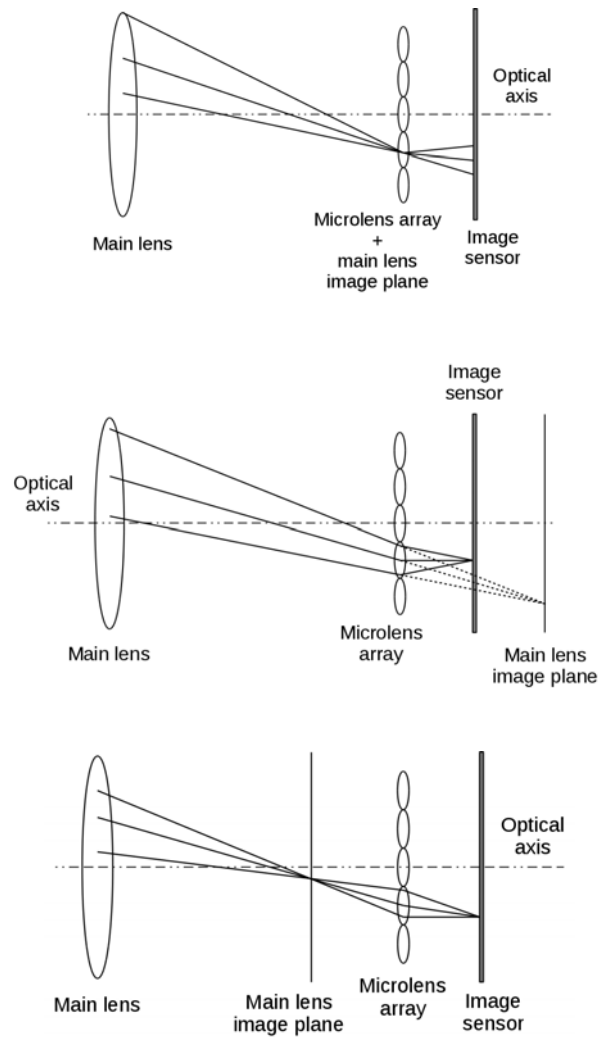 Optical
axis
Main lens
Microlens array
+
main lens
image plane
Image
sensor
Image
sensor
Optical
axis
Main lens
Microlens
array
Main lens
image plane
Optical
axis
Main lens
Main lens
image plane
Microlens
array
Image
sensor